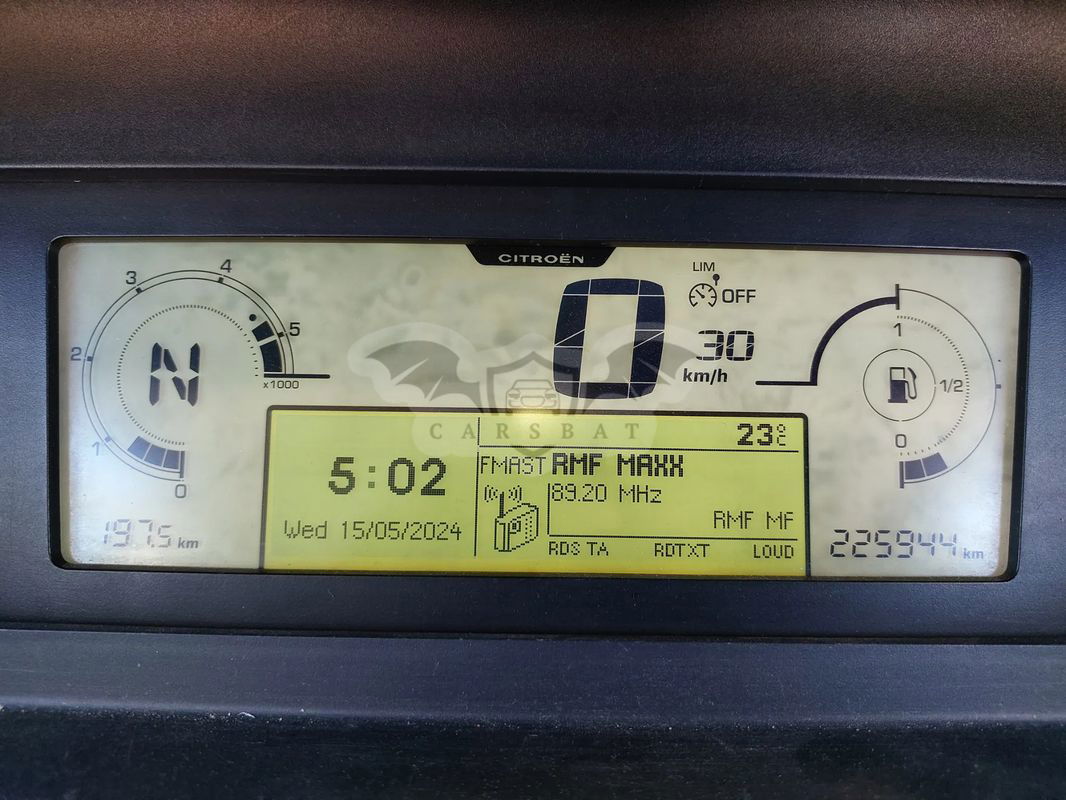 CITROËN
LIM
OFF
0
30
km/h
4
3
5
2
x1000
N
1
0
1
1/2
0
CARSBAT
23°C
5:02
FMAST RMF MAXX
89.20 MHz
RMF MF
Wed 15/05/2024
RDS TA RDTXT LOUD
197.5 km
225944 km